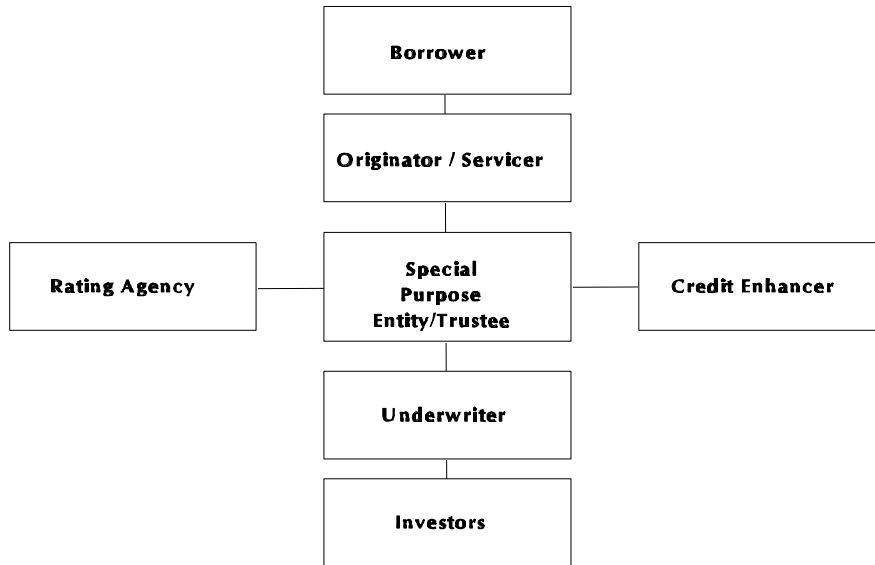 Borrower
Originator / Servicer
Rating Agency
Special
Purpose
Entity/Trustee
Credit Enhancer
Underwriter
Investors